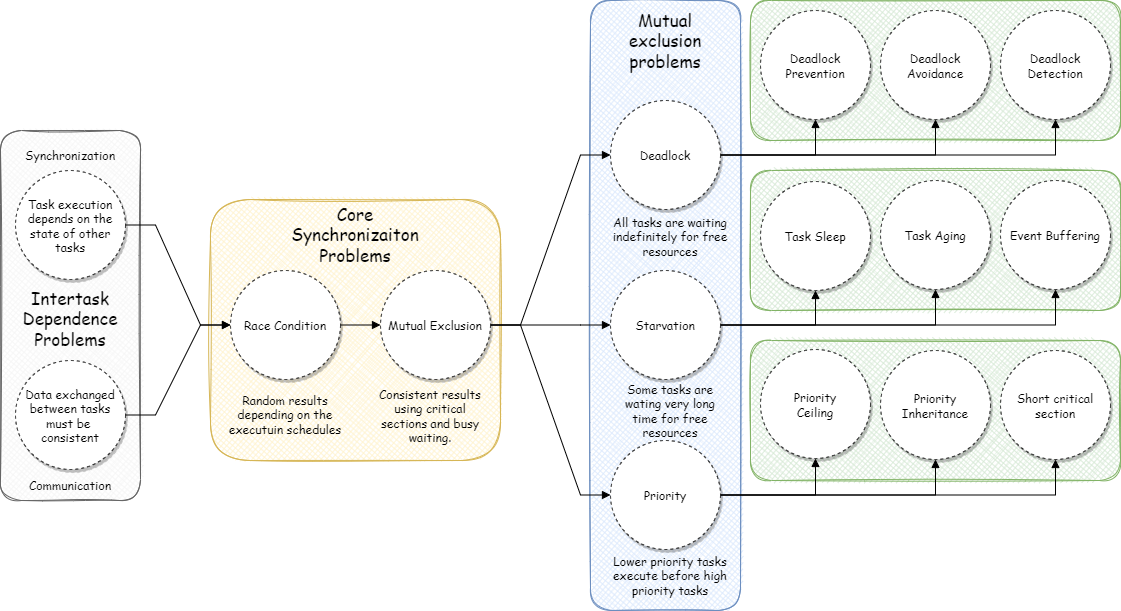 Synchronization
Task execution
depends on the
state of other
tasks
Intertask
Dependence
Problems
Data exchanged
between tasks
must be
consistent
Communication
Core
Synchronizaiton
Problems
Race Condition
Random results
depending on the
executuin schedules
Mutual Exclusion
Consistent results
using critical
sections and busy
waiting.
Mutual
exclusion
problems
Deadlock
All tasks are waiting
indefinitely for free
resources
Starvation
Some tasks are
wating very long
time for free
resources
Priority
Lower priority tasks
execute before high
priority tasks
Deadlock
Prevention
Deadlock
Avoidance
Deadlock
Detection
Task Sleep
Task Aging
Event Buffering
Priority
Ceiling
Priority
Inheritance
Short critical
section